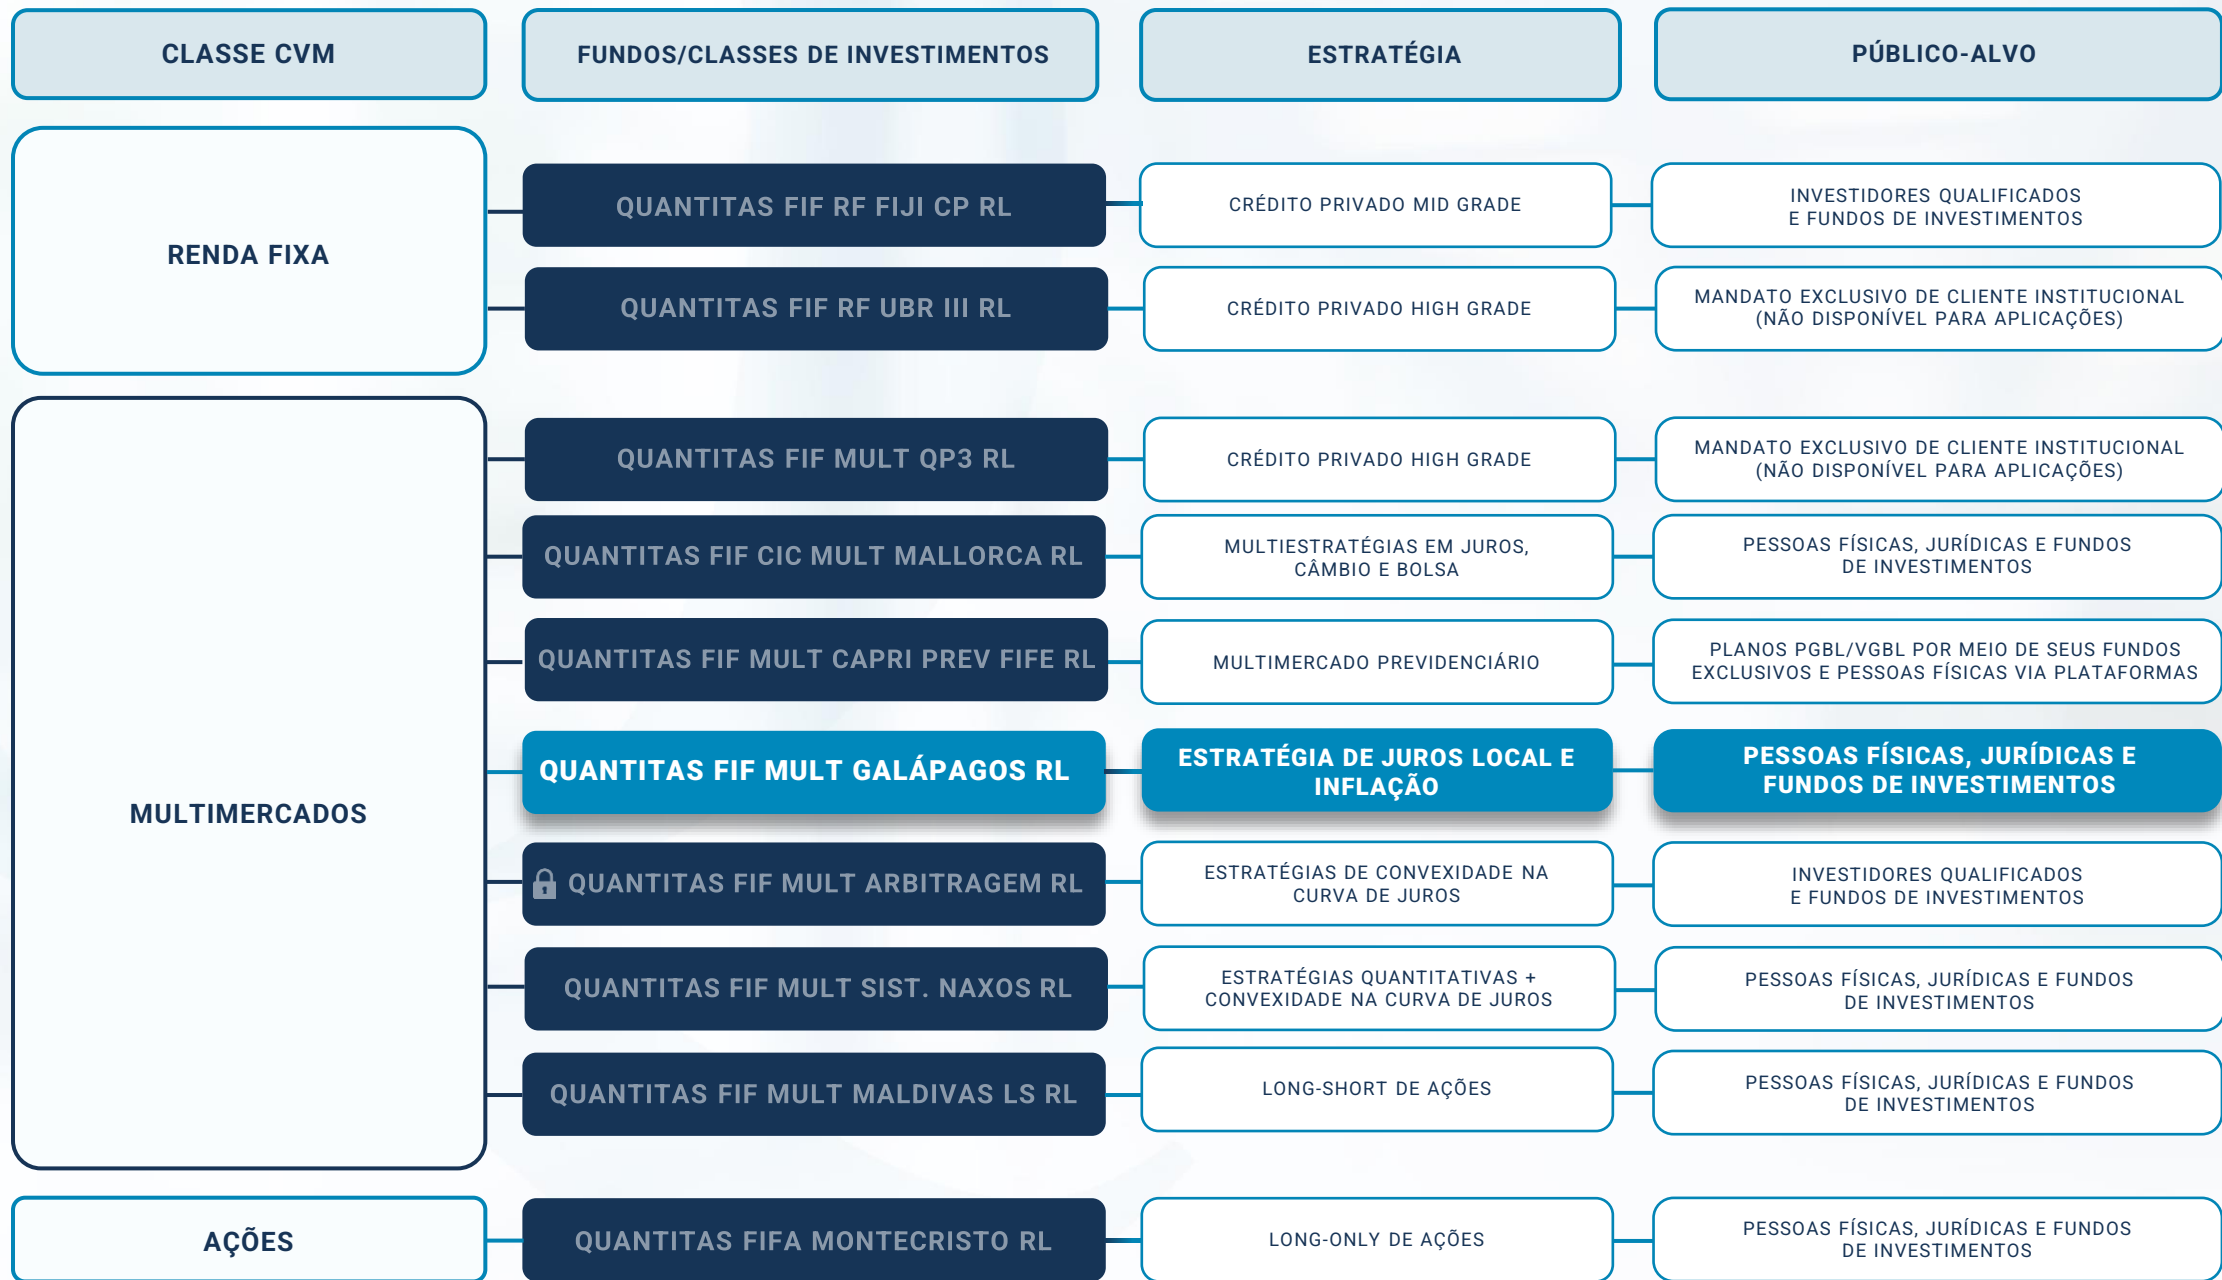 CLASSE CVM
FUNDOS/CLASSES DE INVESTIMENTOS
ESTRATÉGIA
PÚBLICO-ALVO
RENDA FIXA
QUANTITAS FIF RF FIJI CP RL
CRÉDITO PRIVADO MID GRADE
INVESTIDORES QUALIFICADOS
E FUNDOS DE INVESTIMENTOS
QUANTITAS FIF RF UBR III RL
CRÉDITO PRIVADO HIGH GRADE
MANDATO EXCLUSIVO DE CLIENTE INSTITUCIONAL
(NÃO DISPONÍVEL PARA APLICAÇÕES)
MULTIMERCADOS
QUANTITAS FIF MULT QP3 RL
CRÉDITO PRIVADO HIGH GRADE
MANDATO EXCLUSIVO DE CLIENTE INSTITUCIONAL
(NÃO DISPONÍVEL PARA APLICAÇÕES)
QUANTITAS FIF CIC MULT MALLORCA RL
MULTIESTRATÉGIAS EM JUROS,
CÂMBIO E BOLSA
PESSOAS FÍSICAS, JURÍDICAS E FUNDOS
DE INVESTIMENTOS
QUANTITAS FIF MULT CAPRI PREV FIFE RL
MULTIMERCADO PREVIDENCIÁRIO
PLANOS PGBL/VGBL POR MEIO DE SEUS FUNDOS
EXCLUSIVOS E PESSOAS FÍSICAS VIA PLATAFORMAS
QUANTITAS FIF MULT GALÁPAGOS RL
ESTRATÉGIA DE JUROS LOCAL E
INFLAÇÃO
PESSOAS FÍSICAS, JURÍDICAS E
FUNDOS DE INVESTIMENTOS
QUANTITAS FIF MULT ARBITRAGEM RL
ESTRATÉGIAS DE CONVEXIDADE NA
CURVA DE JUROS
INVESTIDORES QUALIFICADOS
E FUNDOS DE INVESTIMENTOS
QUANTITAS FIF MULT SIST. NAXOS RL
ESTRATÉGIAS QUANTITATIVAS +
CONVEXIDADE NA CURVA DE JUROS
PESSOAS FÍSICAS, JURÍDICAS E FUNDOS
DE INVESTIMENTOS
QUANTITAS FIF MULT MALDIVAS LS RL
LONG-SHORT DE AÇÕES
PESSOAS FÍSICAS, JURÍDICAS E FUNDOS
DE INVESTIMENTOS
AÇÕES
QUANTITAS FIFA MONTECRISTO RL
LONG-ONLY DE AÇÕES
PESSOAS FÍSICAS, JURÍDICAS E FUNDOS
DE INVESTIMENTOS